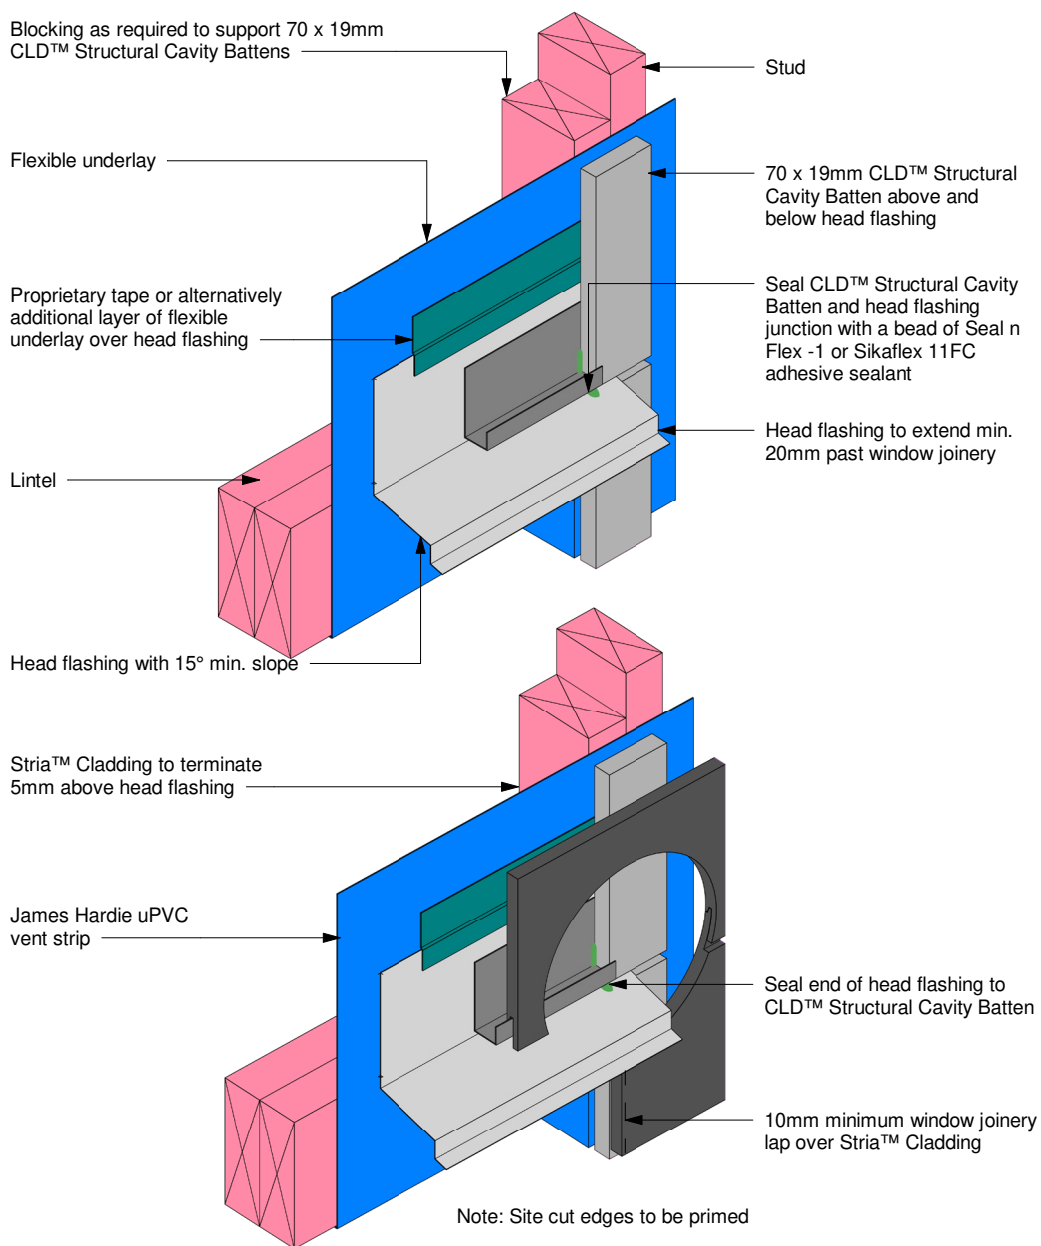 Blocking as required to support 70 x 19mm
CLD™ Structural Cavity Battens
Stud
Flexible underlay
70 x 19mm CLD™ Structural
Cavity Batten above and
below head flashing
Proprietary tape or alternatively
additional layer of flexible
underlay over head flashing
Seal CLD™ Structural Cavity
Batten and head flashing
junction with a bead of Seal n
Flex -1 or Sikaflex 11FC
adhesive sealant
Head flashing to extend min.
20mm past window joinery
Lintel
Head flashing with 15° min. slope
Stria™ Cladding to terminate
5mm above head flashing
James Hardie uPVC
vent strip
Seal end of head flashing to
CLD™ Structural Cavity Batten
10mm minimum window joinery
lap over Stria™ Cladding
Note: Site cut edges to be primed